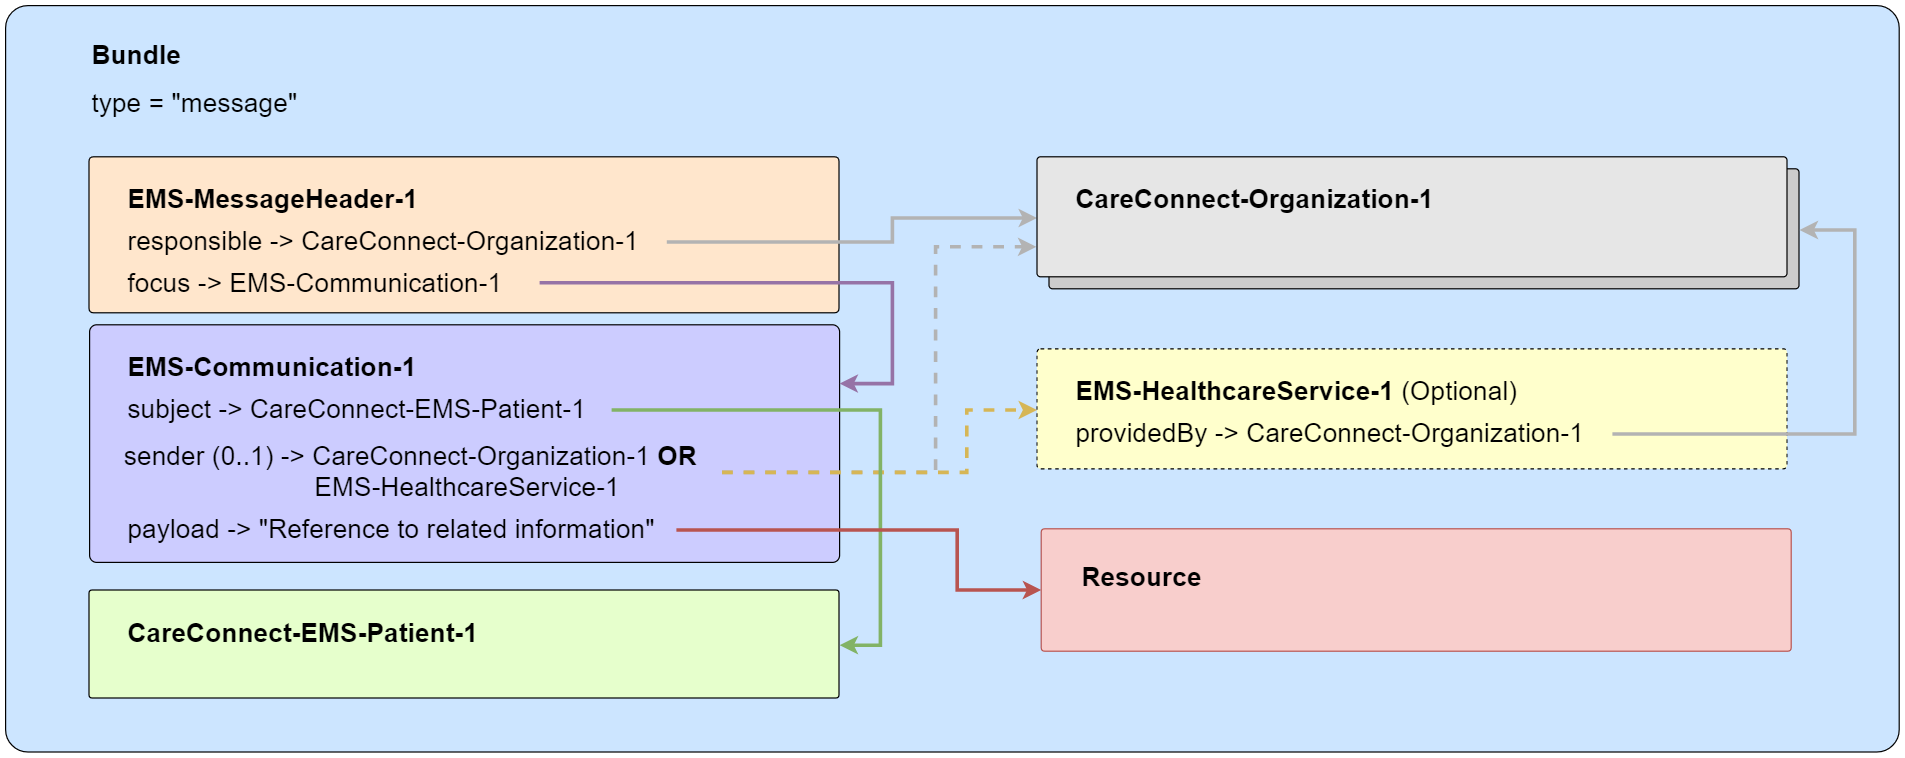 Bundle
type = "message"
EMS-MessageHeader-1
responsible -> CareConnect-Organization-1
focus -> EMS-Communication-1
EMS-Communication-1
subject -> CareConnect-EMS-Patient-1
sender (0..1) -> CareConnect-Organization-1 OR
EMS-HealthcareService-1
payload -> "Reference to related information"
CareConnect-EMS-Patient-1
CareConnect-Organization-1
EMS-HealthcareService-1 (Optional)
providedBy -> CareConnect-Organization-1
Resource